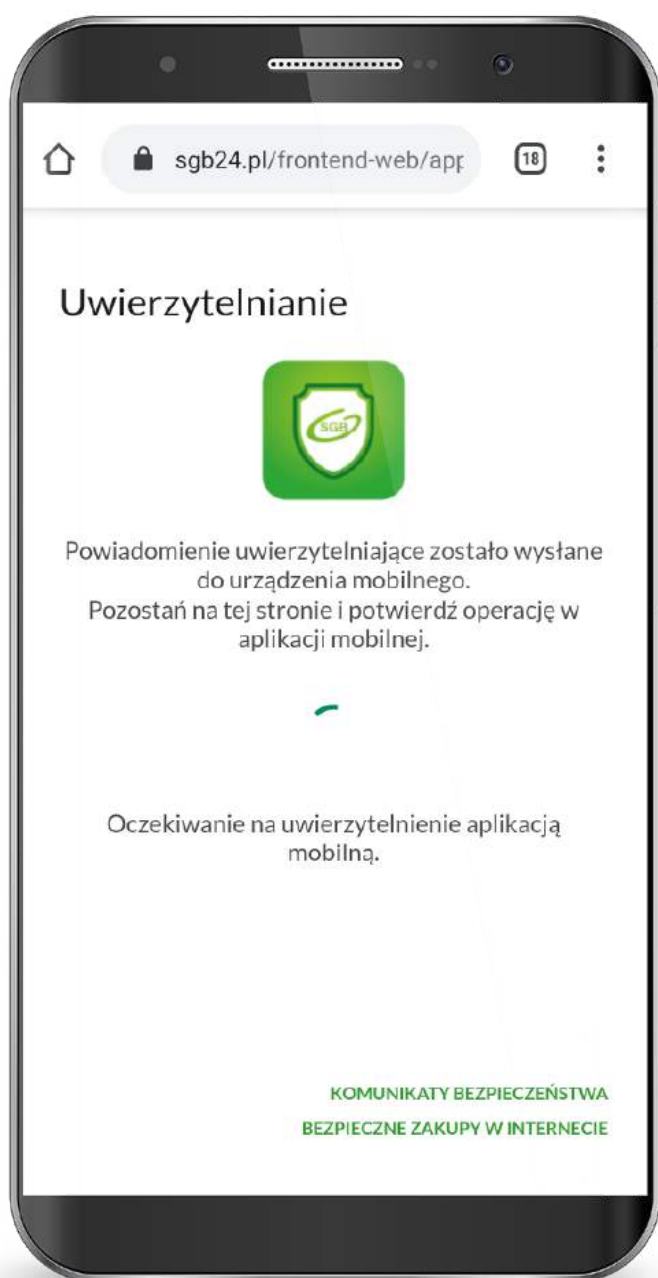 sgb24.pl/frontend-web/app
18
Uwierzytelnianie
SGB
Powiadomienie uwierzytelniające zostało wysłane
do urządzenia mobilnego.
Pozostań na tej stronie i potwierdź operację w
aplikacji mobilnej.
Oczekiwanie na uwierzytelnienie aplikacją
mobilną.
KOMUNIKATY BEZPIECZEŃSTWA
BEZPIECZNE ZAKUPY W INTERNECIE